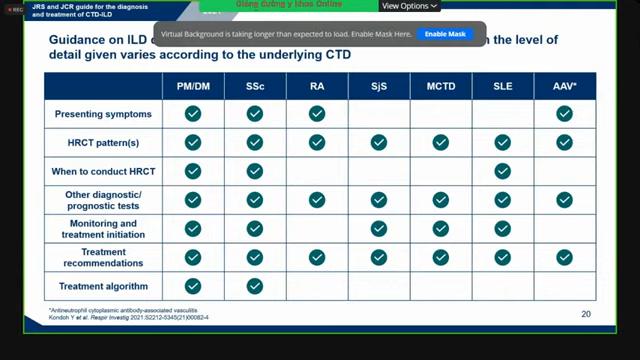 REC
JRS and JCR guide for the diagnosis
and treatment of CTD-ILD
Giảng đường y khoa Online
View Options
Virtual Background is taking longer than expected to load. Enable Mask Here.
Enable Mask
Guidance on ILD
the level of
detail given varies according to the underlying CTD
PM/DM SSc RA SjS MCTD SLE AAV*
Presenting symptoms
HRCT pattern(s)
When to conduct HRCT
Other diagnostic/
prognostic tests
Monitoring and
treatment initiation
Treatment
recommendations
Treatment algorithm
*Antineutrophil cytoplasmic antibody-associated vasculitis
Kondoh Y et al. Respir Investig 2021:S2212-5345(21)00082-4
20